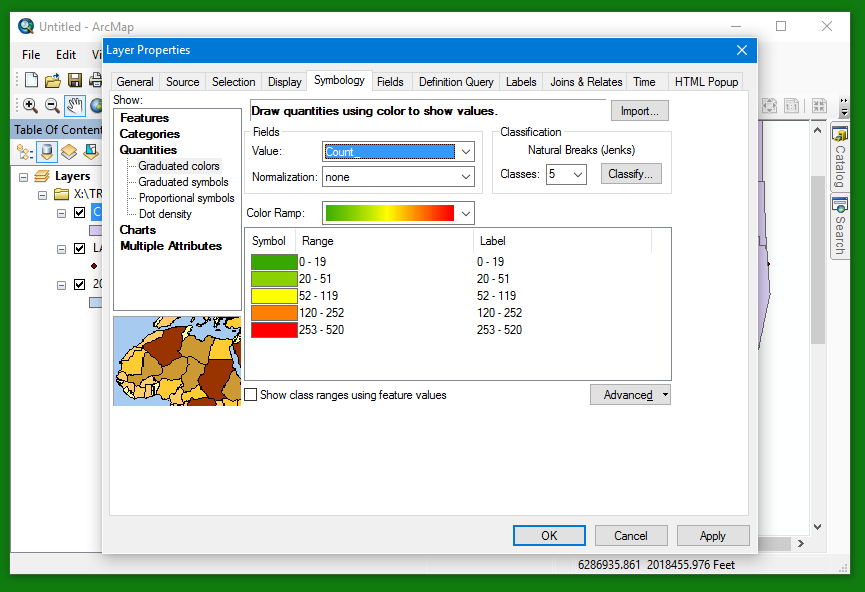 Untitled - ArcMap
File Edit Vi
Layer Properties
General Source Selection Display Symbology Fields Definition Query Labels Joins & Relates Time HTML Popup
Table Of Content
Layers
X:\TR
C
LA
20
Show:
Features
Categories
Quantities
Graduated colors
Graduated symbols
Proportional symbols
Dot density
Charts
Multiple Attributes
Draw quantities using color to show values.
Import...
Fields
Value: Count_
Normalization: none
Classification
Natural Breaks (Jenks)
Classes: 5 Classify...
Color Ramp:
Symbol Range Label
0 - 19 0 - 19
20 - 51 20 - 51
52 - 119 52 - 119
120 - 252 120 - 252
253 - 520 253 - 520
Show class ranges using feature values
Advanced
OK Cancel Apply
Catalog
Search
6286935.861 2018455.976 Feet